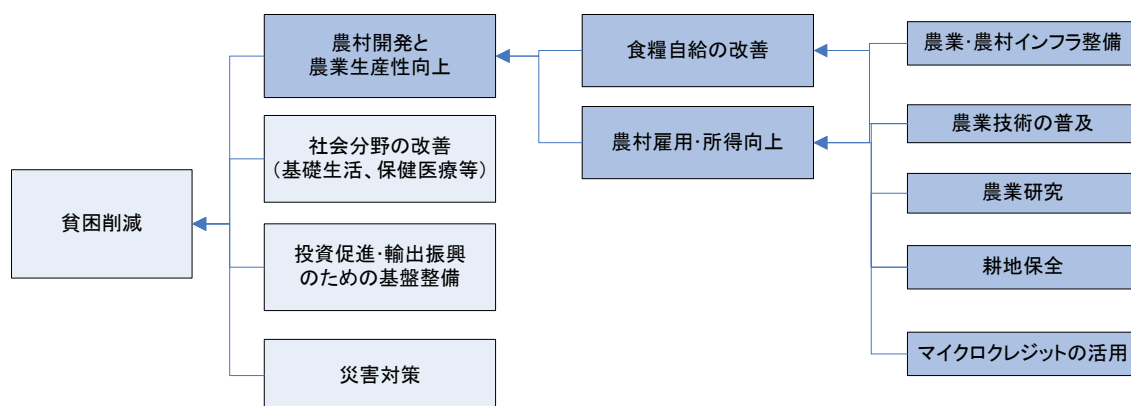 貧困削減
農村開発と
農業生産性向上
社会分野の改善
（基礎生活、保健医療等）
投資促進･輸出振興
のための基盤整備
災害対策
食糧自給の改善
農村雇用･所得向上
農業･農村インフラ整備
農業技術の普及
農業研究
耕地保全
マイクロクレジットの活用